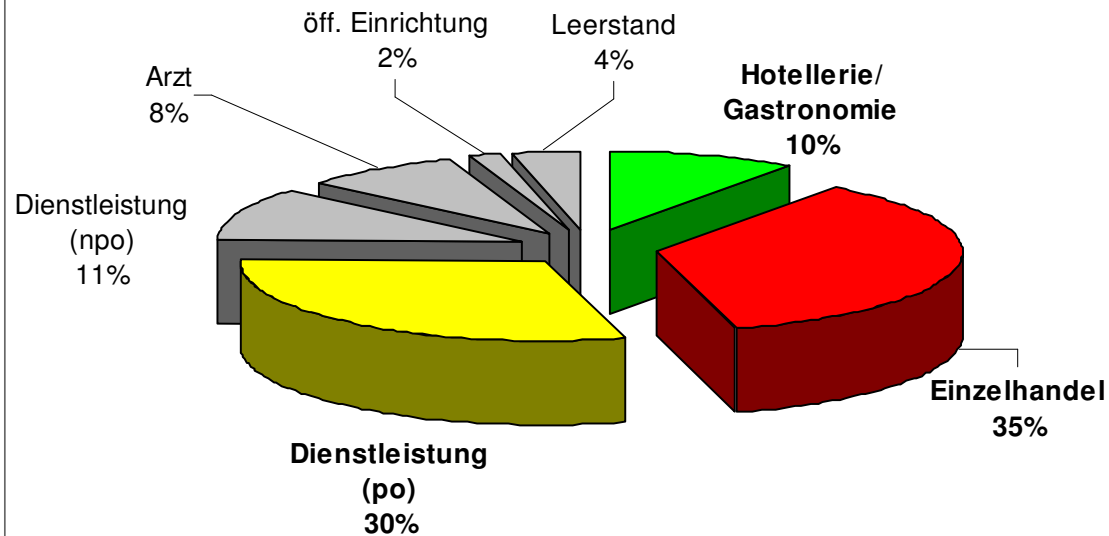 öff. Einrichtung
2%
Leerstand
4%
Arzt
8%
Hotellerie/
Gastronomie
10%
Dienstleistung
(npo)
11%
Einzelhandel
35%
Dienstleistung
(po)
30%